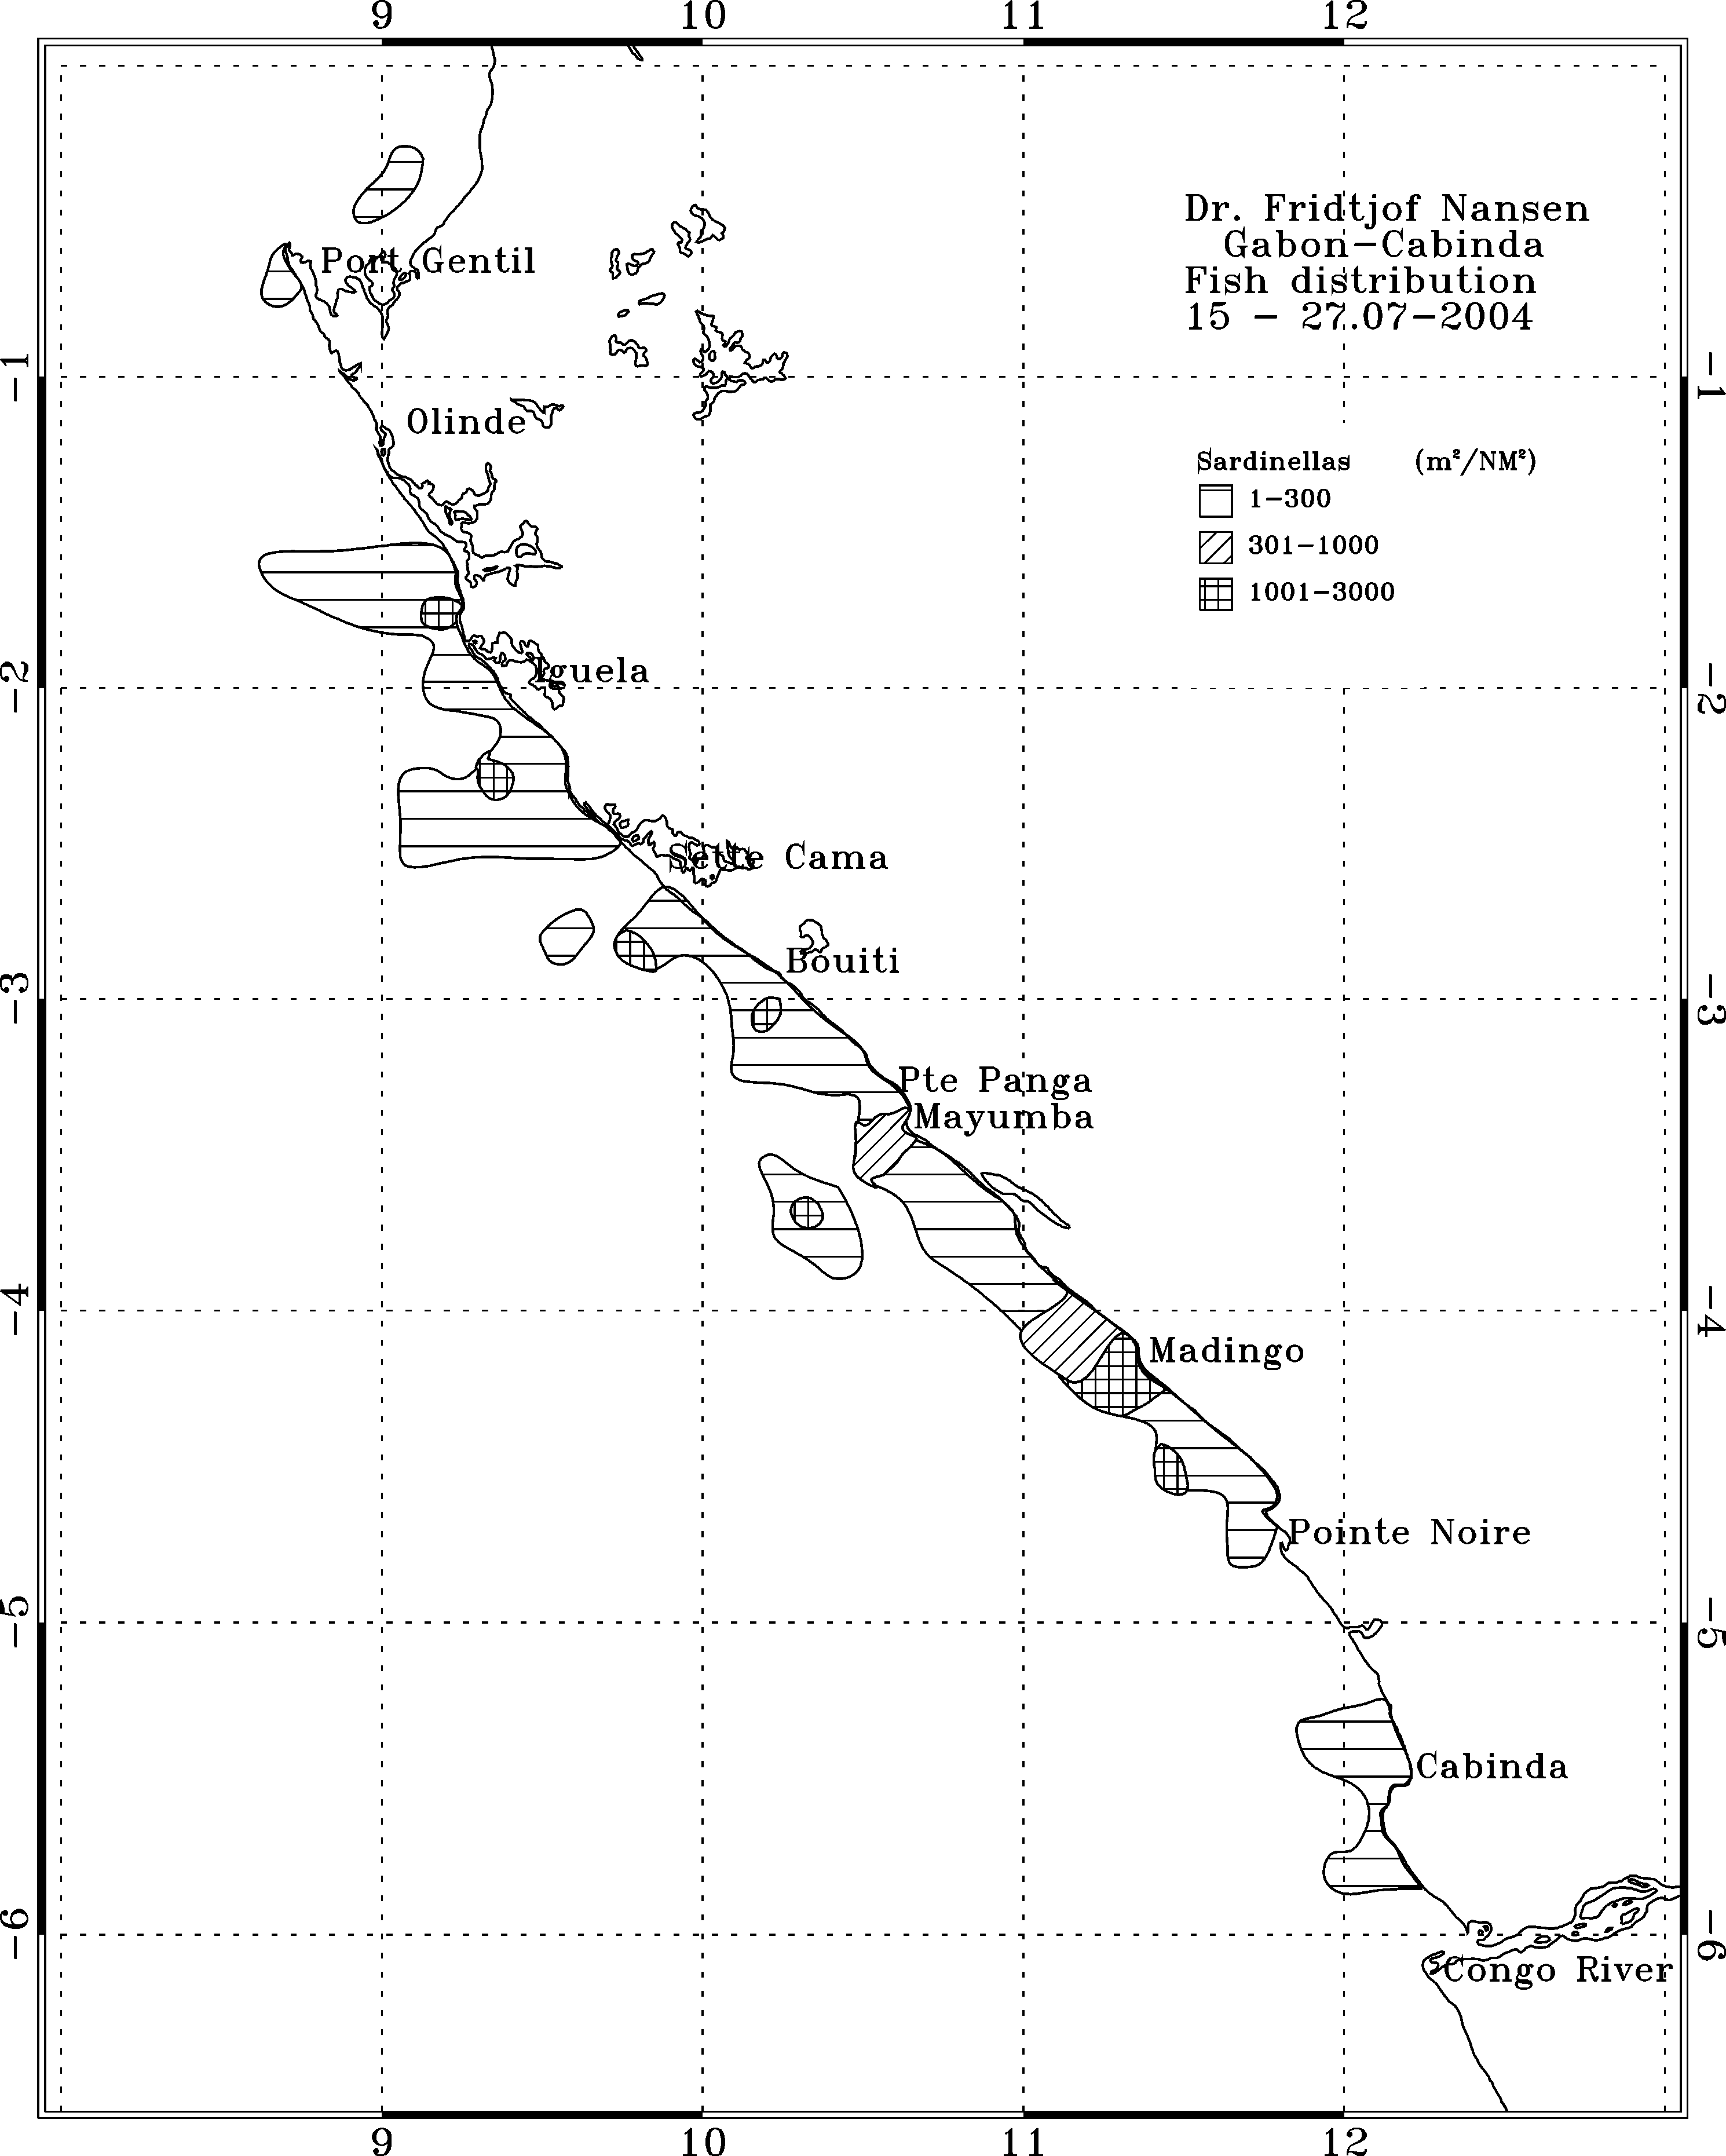 9 10 11 12
Dr. Fridtjof Nansen
Gabon-Cabinda
Fish distribution
15 - 27.07-2004
Port Gentil
-1 -1
Olinde
Sardinellas (m²/NM²)
1-300
301-1000
1001-3000
Iguela
-2 -2
Sette Cama
Bouiti
-3 -3
Pte Panga
Mayumba
-4 -4
Madingo
Pointe Noire
-5 -5
Cabinda
-6 -6
Congo River
9 10 11 12